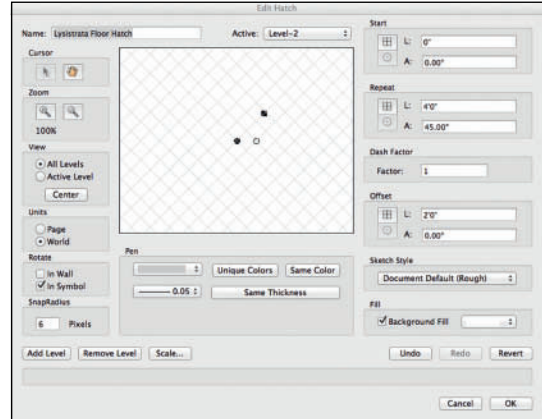 Edit Hatch
Name: Lysistrata Floor Hatch
Active: Level-2
Cursor
Zoom
100%
View
All Levels
Active Level
Center
Units
Page
World
Rotate
In Wall
In Symbol
SnapRadius
6 Pixels
Pen
Unique Colors Same Color
0.05 Same Thickness
Start
L: 0"
A: 0.00°
Repeat
L: 4'0"
A: 45.00°
Dash Factor
Factor: 1
Offset
L: 2'0"
A: 0.00°
Sketch Style
Document Default (Rough)
Fill
Background Fill
Add Level Remove Level Scale...
Undo Redo Revert
Cancel OK